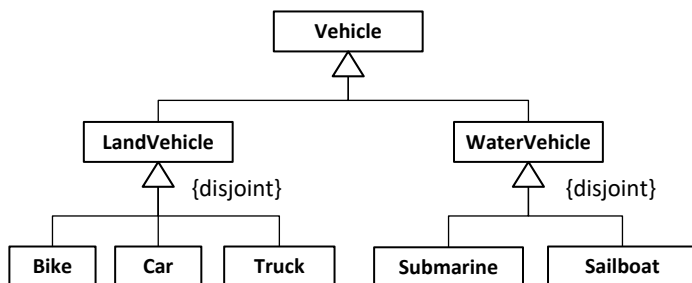 Vehicle
LandVehicle
WaterVehicle
{disjoint}
{disjoint}
Bike
Car
Truck
Submarine
Sailboat